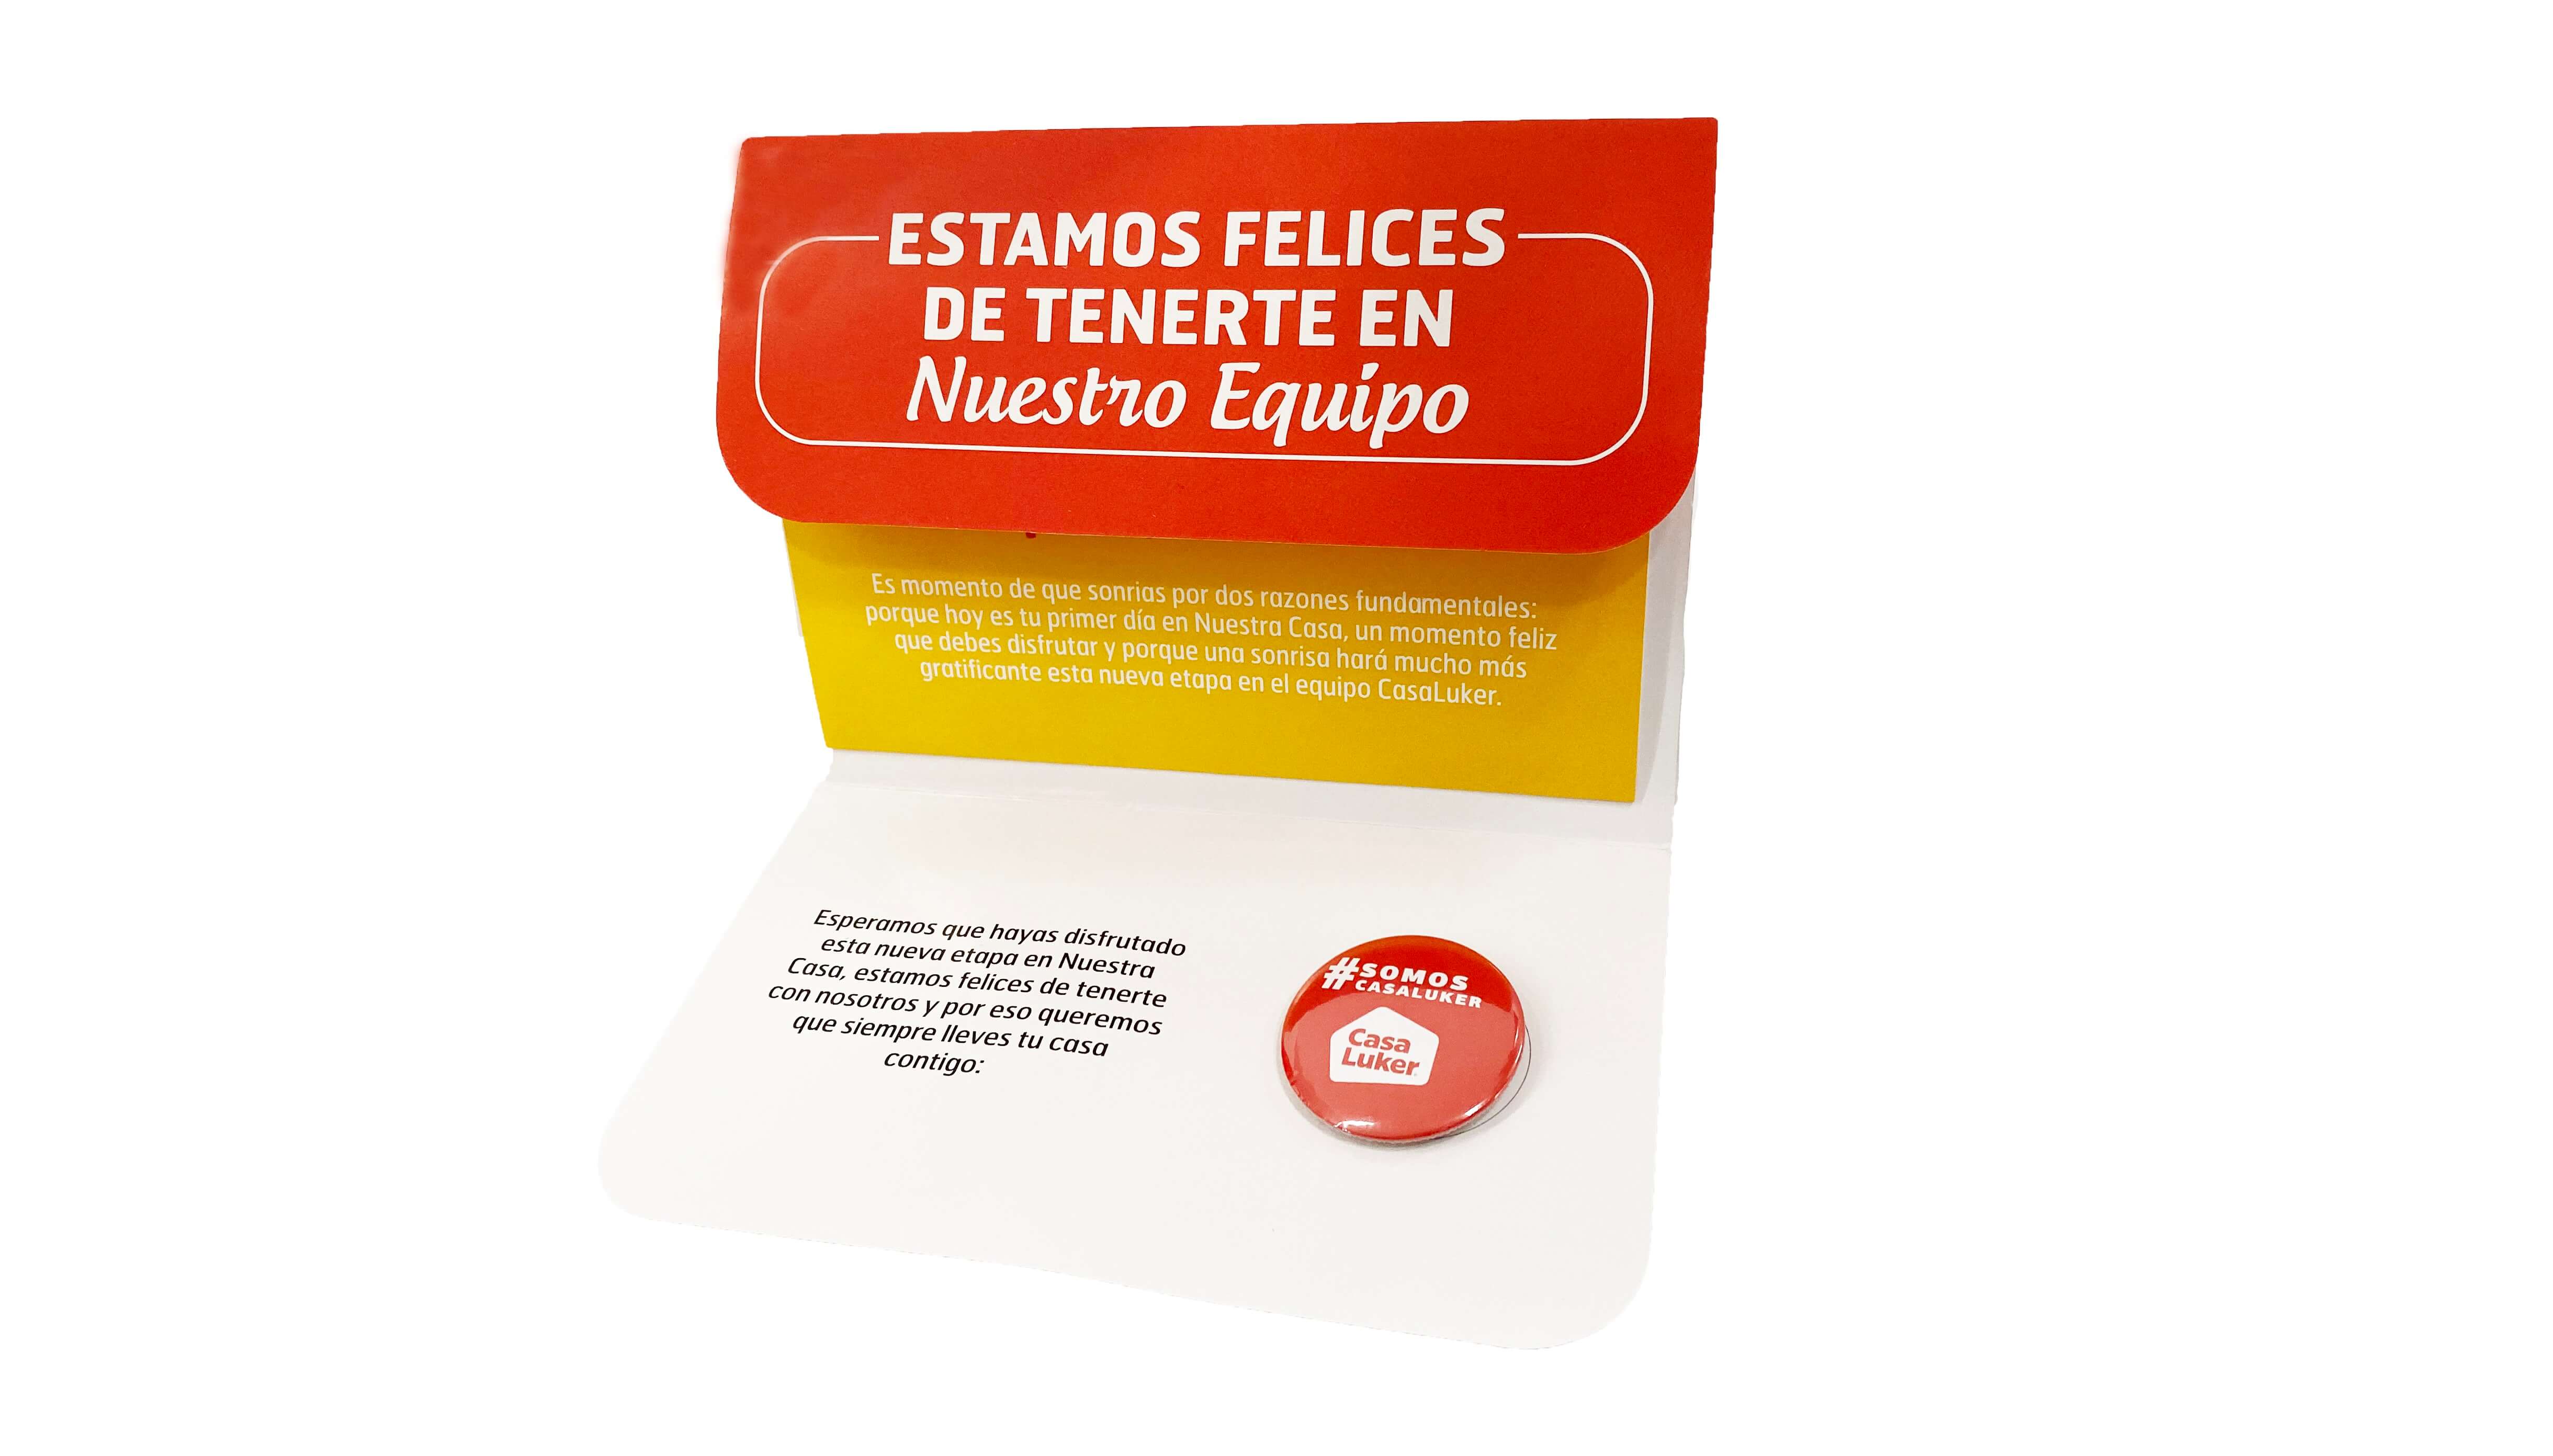 ESTAMOS FELICES
DE TENERTE EN
Nuestro Equipo
Es momento de que sonrias por dos razones fundamentales:
porque hoy es tu primer día en Nuestra Casa, un momento feliz
que debes disfrutar y porque una sonrisa hará mucho más
gratificante esta nueva etapa en el equipo CasaLuker.
Esperamos que hayas disfrutado
esta nueva etapa en Nuestra
Casa, estamos felices de tenerte
con nosotros y por eso queremos
que siempre lleves tu casa
contigo:
#SOMOS
CASALUKER
Casa
Luker